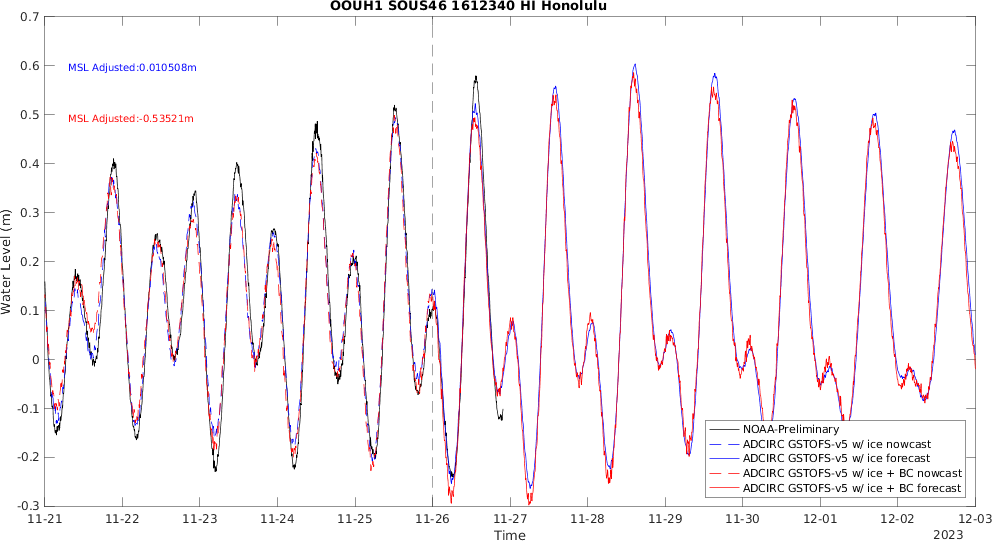 OOUH1 SOUS46 1612340 HI Honolulu
0.7
0.6
0.5
0.4
0.3
0.2
0.1
0
-0.1
-0.2
-0.3
Water Level (m)
MSL Adjusted:0.010508m
MSL Adjusted:-0.53521m
NOAA-Preliminary
ADCIRC GSTOFS-v5 w/ ice nowcast
ADCIRC GSTOFS-v5 w/ ice forecast
ADCIRC GSTOFS-v5 w/ ice + BC nowcast
ADCIRC GSTOFS-v5 w/ ice + BC forecast
11-21 11-22 11-23 11-24 11-25 11-26 11-27 11-28 11-29 11-30 12-01 12-02 12-03
Time
2023